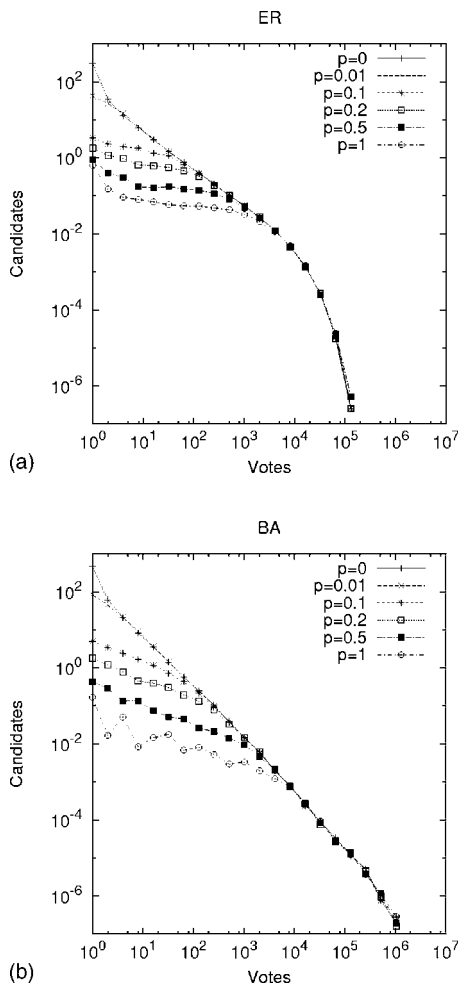 ER
10^2
10^0
10^-2
10^-4
10^-6
Candidates
p=0
p=0.01
p=0.1
p=0.2
p=0.5
p=1
10^0 10^1 10^2 10^3 10^4 10^5 10^6 10^7
Votes
(a)
BA
10^2
10^0
10^-2
10^-4
10^-6
Candidates
p=0
p=0.01
p=0.1
p=0.2
p=0.5
p=1
10^0 10^1 10^2 10^3 10^4 10^5 10^6 10^7
Votes
(b)